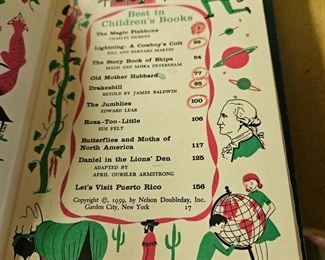 Best in
Children's Books
The Magic Fishbone
CHARLES DICKENS
Lightning: A Cowboy's Colt 28
BILL AND BERNARD MARTIN
The Story Book of Ships 54
MAUD AND MISKA PETERSHAM
Old Mother Hubbard 77
Drakesbill 85
RETOLD BY JAMES BALDWIN
The Jumblies 100
EDWARD LEAR
Rosa-Too-Little 106
SUE FELT
Butterflies and Moths of
North America 117
Daniel in the Lions' Den 125
ADAPTED BY
APRIL OURSLER ARMSTRONG
Let's Visit Puerto Rico 156
Copyright ©, 1959, by Nelson Doubleday, Inc.
Garden City, New York 17